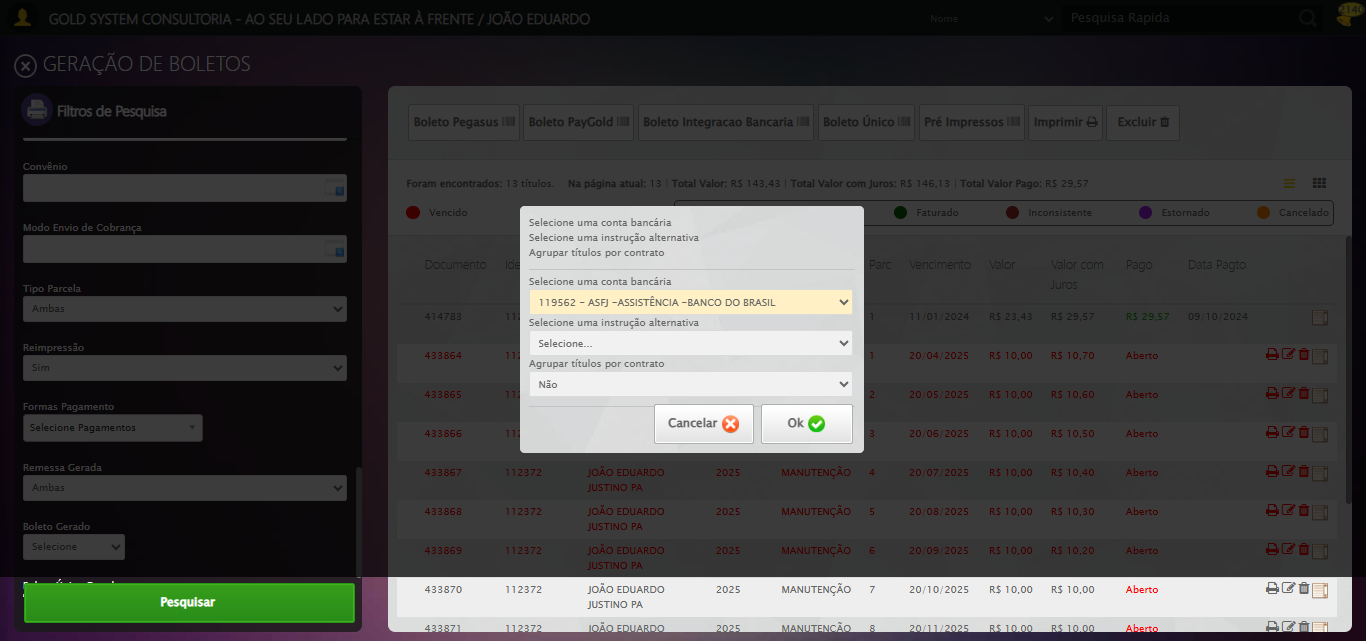 GOLD SYSTEM CONSULTORIA - AO SEU LADO PARA ESTAR À FRENTE / JOÃO EDUARDO
Nome
Pesquisa Rapida
2140
GERAÇÃO DE BOLETOS
Filtros de Pesquisa
Convênio
Modo Envio de Cobrança
Tipo Parcela
Ambas
Reimpressão
Sim
Formas Pagamento
Selecione Pagamentos
Remessa Gerada
Ambas
Boleto Gerado
Selecione
Pesquisar
Boleto Pegasus
Boleto PayGold
Boleto Integracao Bancaria
Boleto Único
Pré Impressos
Imprimir
Excluir
Foram encontrados: 13 títulos. Na página atual: 13 | Total Valor: R$ 143,43 | Total Valor com Juros: R$ 146,13 | Total Valor Pago: R$ 29,57
Vencido
Faturado
Inconsistente
Estornado
Cancelado
Selecione uma conta bancária
Selecione uma instrução alternativa
Agrupar títulos por contrato
Selecione uma conta bancária
119562 - ASFJ -ASSISTÊNCIA -BANCO DO BRASIL
Selecione uma instrução alternativa
Selecione...
Agrupar títulos por contrato
Não
Cancelar
Ok
Documento Parc Vencimento Valor Valor com Juros Pago Data Pagto
414783 1 11/01/2024 R$ 23,43 R$ 29,57 R$ 29,57 09/10/2024
433864 1 20/04/2025 R$ 10,00 R$ 10,70 Aberto
433865 2 20/05/2025 R$ 10,00 R$ 10,60 Aberto
433866 3 20/06/2025 R$ 10,00 R$ 10,50 Aberto
433867 112372 JOÃO EDUARDO JUSTINO PA 2025 MANUTENÇÃO 4 20/07/2025 R$ 10,00 R$ 10,40 Aberto
433868 112372 JOÃO EDUARDO JUSTINO PA 2025 MANUTENÇÃO 5 20/08/2025 R$ 10,00 R$ 10,30 Aberto
433869 112372 JOÃO EDUARDO JUSTINO PA 2025 MANUTENÇÃO 6 20/09/2025 R$ 10,00 R$ 10,20 Aberto
433870 112372 JOÃO EDUARDO JUSTINO PA 2025 MANUTENÇÃO 7 20/10/2025 R$ 10,00 R$ 10,00 Aberto
433871 112372 JOÃO EDUARDO 2025 MANUTENÇÃO 8 20/11/2025 R$ 10,00 R$ 10,00 Aberto